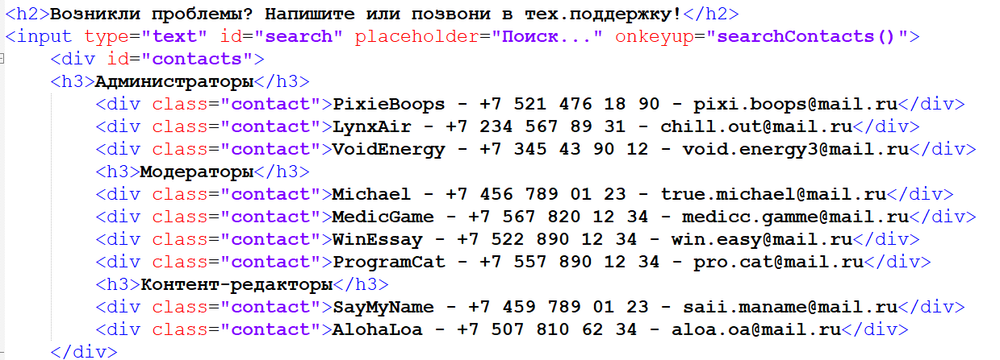 <h2>Возникли проблемы? Напишите или позвони в тех.поддержку!</h2>
<input type="text" id="search" placeholder="Поиск..." onkeyup="searchContacts()">
<div id="contacts">
<h3>Администраторы</h3>
<div class="contact">PixieBoops - +7 521 476 18 90 - pixi.boops@mail.ru</div>
<div class="contact">LynxAir - +7 234 567 89 31 - chill.out@mail.ru</div>
<div class="contact">VoidEnergy - +7 345 43 90 12 - void.energy3@mail.ru</div>
<h3>Модераторы</h3>
<div class="contact">Michael - +7 456 789 01 23 - true.michael@mail.ru</div>
<div class="contact">MedicGame - +7 567 820 12 34 - medicc.gamme@mail.ru</div>
<div class="contact">WinEssay - +7 522 890 12 34 - win.easy@mail.ru</div>
<div class="contact">ProgramCat - +7 557 890 12 34 - pro.cat@mail.ru</div>
<h3>Контент-редакторы</h3>
<div class="contact">SayMyName - +7 459 789 01 23 - saii.maname@mail.ru</div>
<div class="contact">AlohaLoa - +7 507 810 62 34 - aloa.oa@mail.ru</div>
</div>